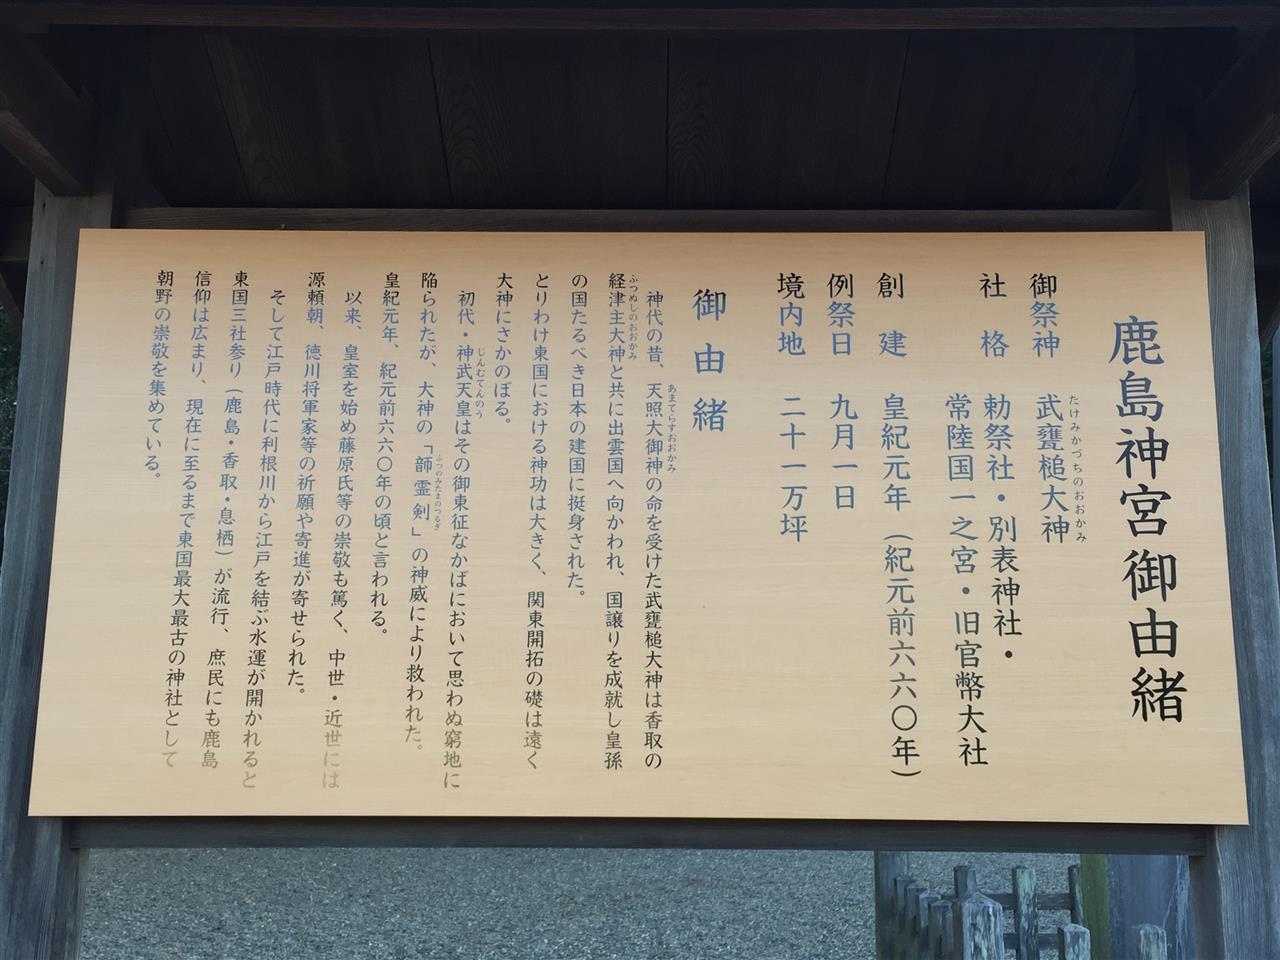 鹿島神宮御由緒
御祭神 武甕槌大神
たけみかづちのおおかみ
社格 勅祭社・別表神社・
常陸国一之宮・旧官幣大社
創建 皇紀元年(紀元前六六〇年)
例祭日 九月一日
境内地 二十一万坪
御由緒
神代の昔、天照大御神の命を受けた武甕槌大神は香取の
あまてらすおおかみ
経津主大神と共に出雲国へ向かわれ、国譲りを成就し皇孫
ふつぬしのおおかみ
の国たるべき日本の建国に挺身された。
とりわけ東国における神功は大きく、関東開拓の礎は遠く
大神にさかのぼる。
初代・神武天皇はその御東征なかばにおいて思わぬ窮地に
じんむてんのう
陥られたが、大神の「韴霊剣」の神威により救われた。
ふつのみたまのつるぎ
皇紀元年、紀元前六六〇年の頃と言われる。
以来、皇室を始め藤原氏等の崇敬も篤く、中世・近世には
源頼朝、徳川将軍家等の祈願や寄進が寄せられた。
そして江戸時代に利根川から江戸を結ぶ水運が開かれると
東国三社参り(鹿島・香取・息栖)が流行、庶民にも鹿島
信仰は広まり、現在に至るまで東国最大最古の神社として
朝野の崇敬を集めている。